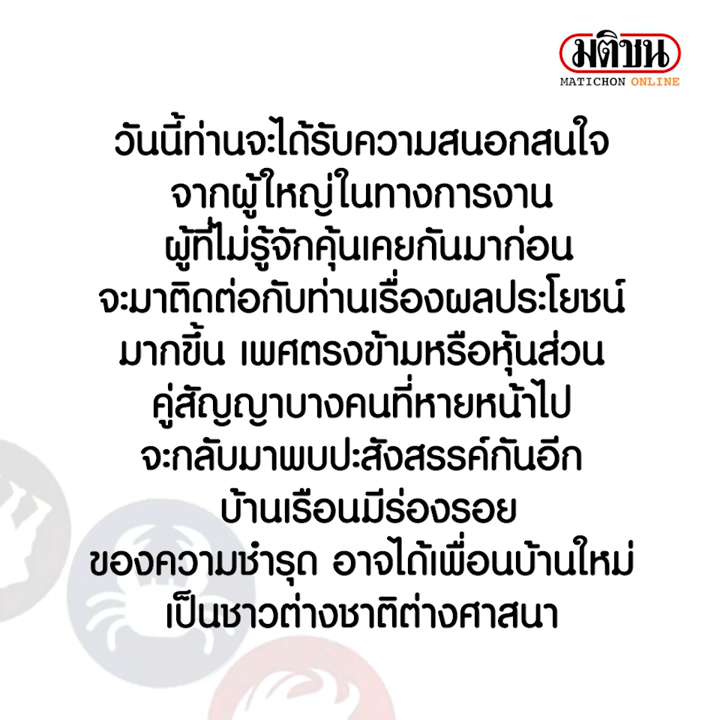 มติชน
MATICHON ONLINE
วันนี้ท่านจะได้รับความสนอกสนใจ
จากผู้ใหญ่ในทางการงาน
ผู้ที่ไม่รู้จักคุ้นเคยกันมาก่อน
จะมาติดต่อกับท่านเรื่องผลประโยชน์
มากขึ้น เพศตรงข้ามหรือหุ้นส่วน
คู่สัญญาบางคนที่หายหน้าไป
จะกลับมาพบปะสังสรรค์กันอีก
บ้านเรือนมีร่องรอย
ของความชำรุด อาจได้เพื่อนบ้านใหม่
เป็นชาวต่างชาติต่างศาสนา